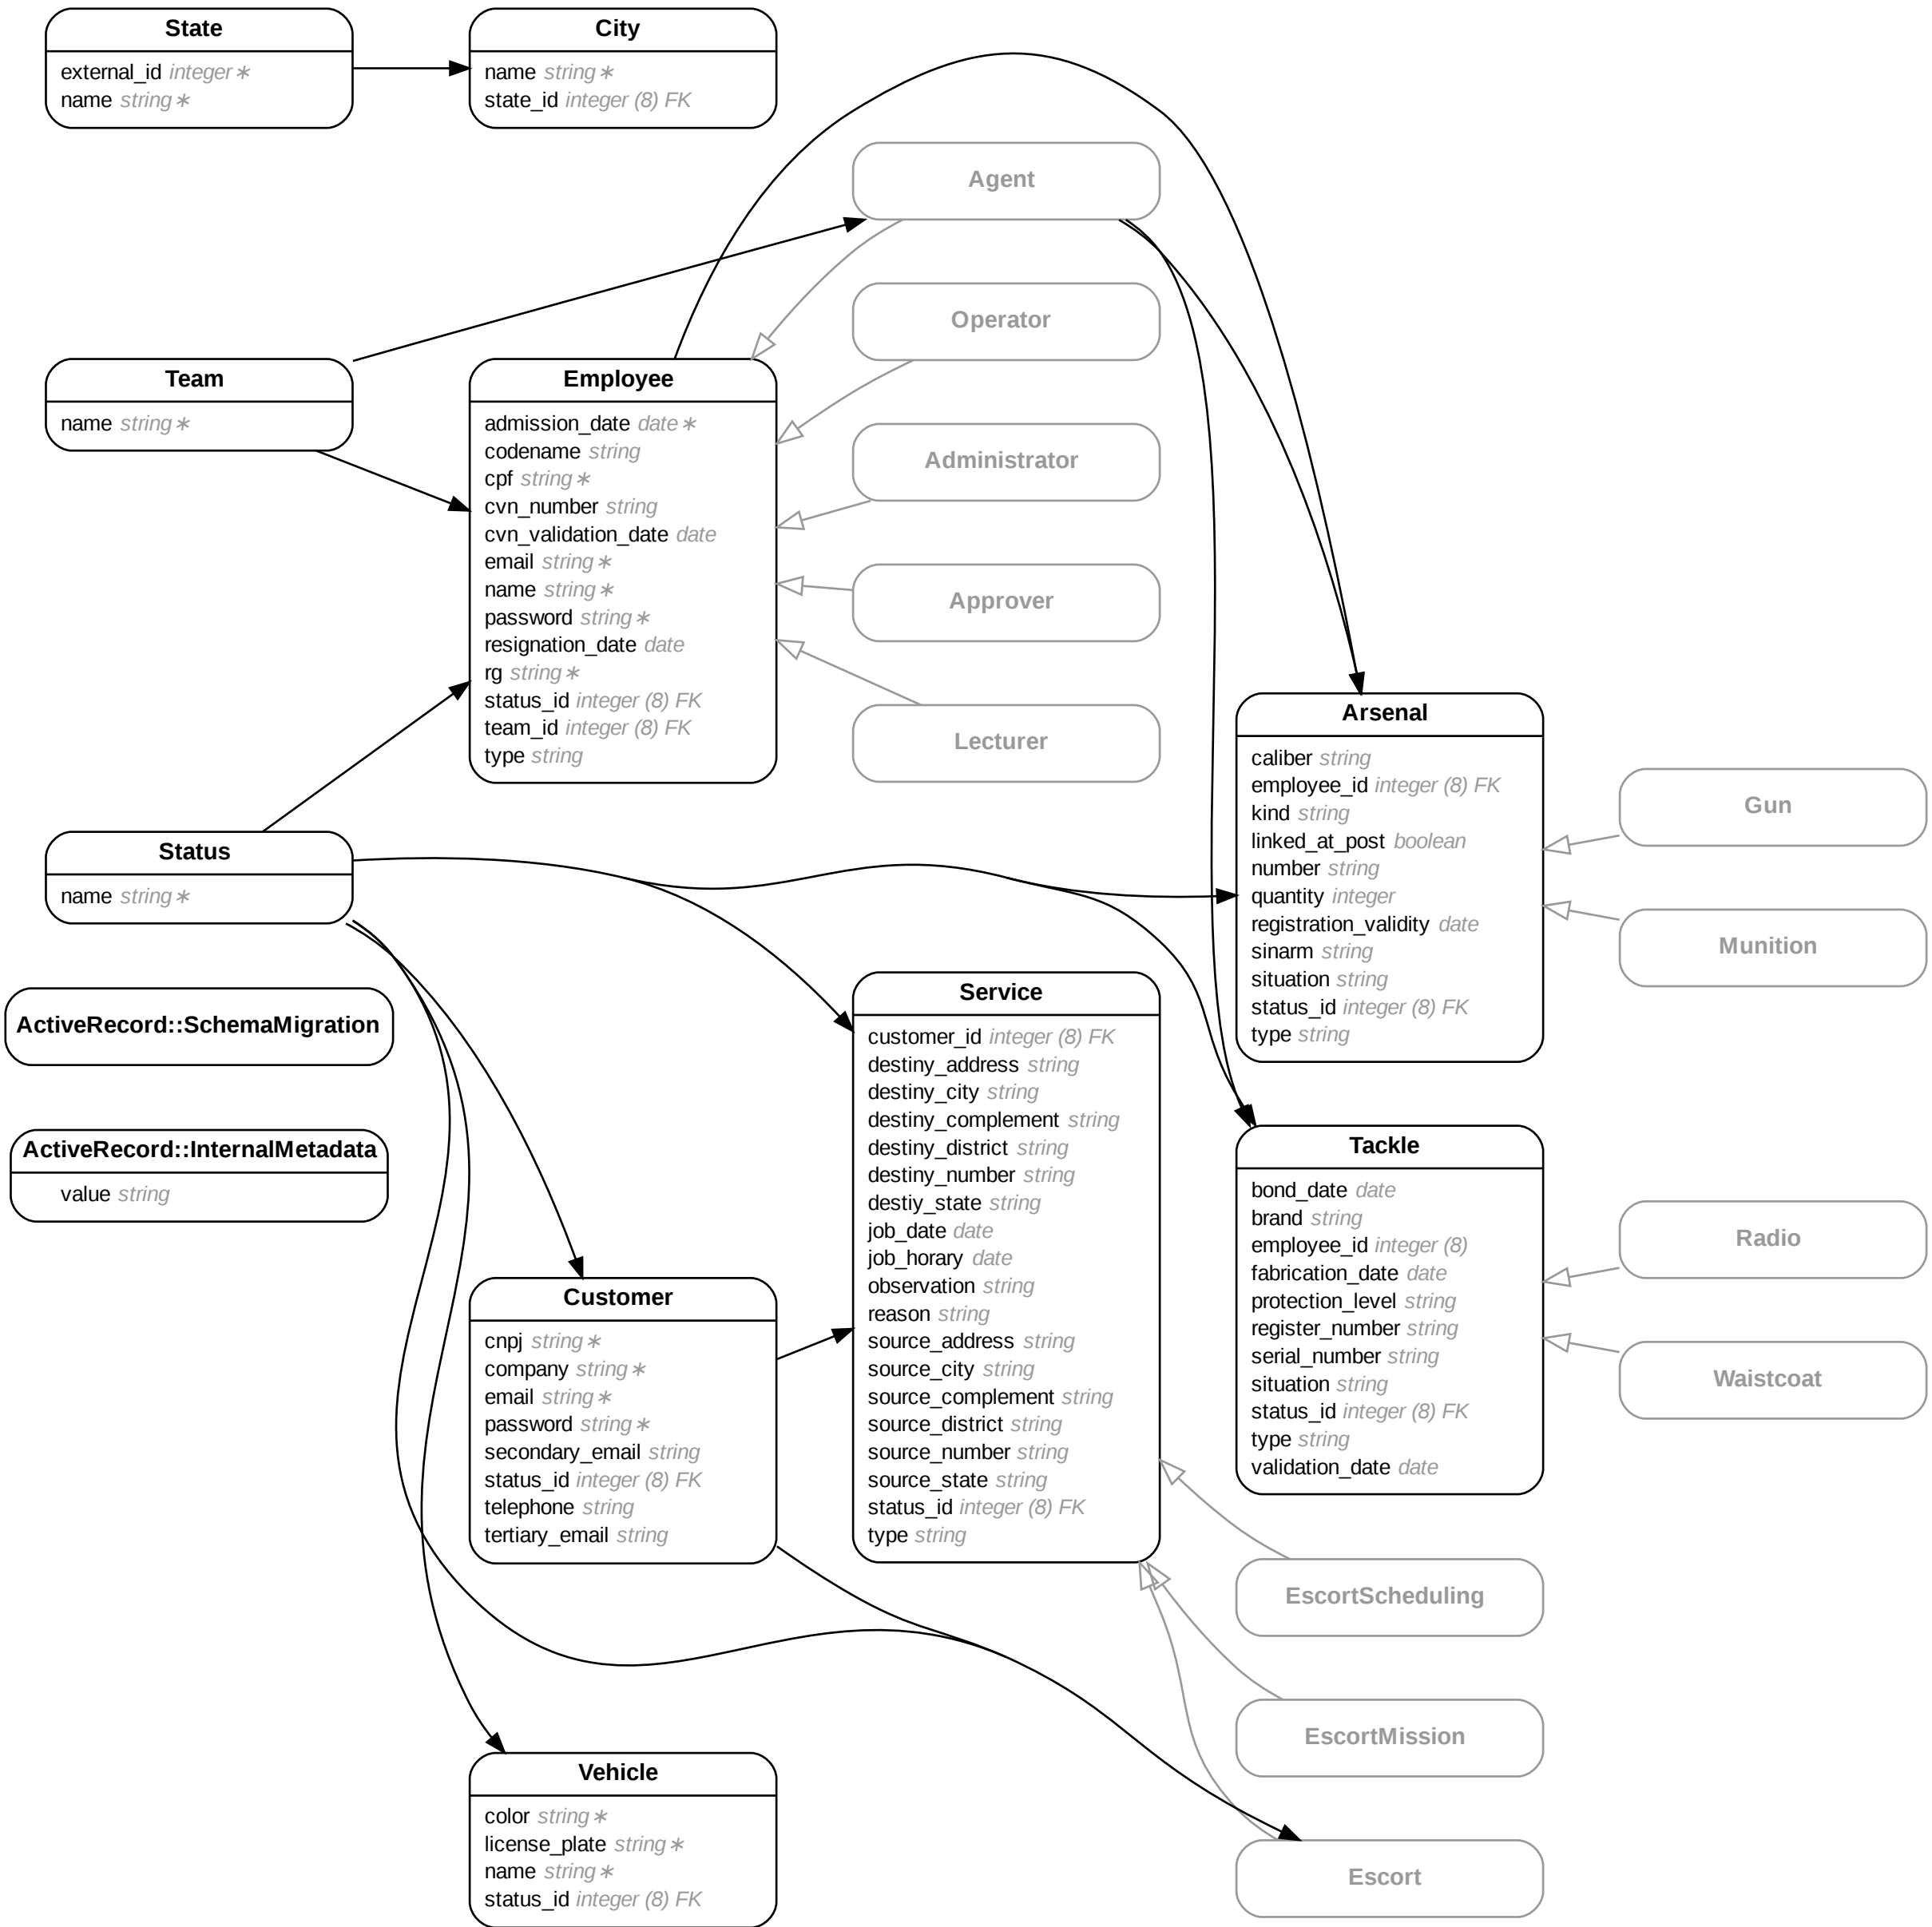 State
external_id integer ∗
name string ∗
City
name string ∗
state_id integer (8) FK
Agent
Operator
Team
name string ∗
Employee
admission_date date ∗
codename string
cpf string ∗
cvn_number string
cvn_validation_date date
email string ∗
name string ∗
password string ∗
resignation_date date
rg string ∗
status_id integer (8) FK
team_id integer (8) FK
type string
Administrator
Approver
Lecturer
Arsenal
caliber string
employee_id integer (8) FK
kind string
linked_at_post boolean
number string
quantity integer
registration_validity date
sinarm string
situation string
status_id integer (8) FK
type string
Gun
Munition
Status
name string ∗
ActiveRecord::SchemaMigration
ActiveRecord::InternalMetadata
value string
Service
customer_id integer (8) FK
destiny_address string
destiny_city string
destiny_complement string
destiny_district string
destiny_number string
destiy_state string
job_date date
job_horary date
observation string
reason string
source_address string
source_city string
source_complement string
source_district string
source_number string
source_state string
status_id integer (8) FK
type string
Tackle
bond_date date
brand string
employee_id integer (8)
fabrication_date date
protection_level string
register_number string
serial_number string
situation string
status_id integer (8) FK
type string
validation_date date
Radio
Waistcoat
Customer
cnpj string ∗
company string ∗
email string ∗
password string ∗
secondary_email string
status_id integer (8) FK
telephone string
tertiary_email string
EscortScheduling
EscortMission
Escort
Vehicle
color string ∗
license_plate string ∗
name string ∗
status_id integer (8) FK